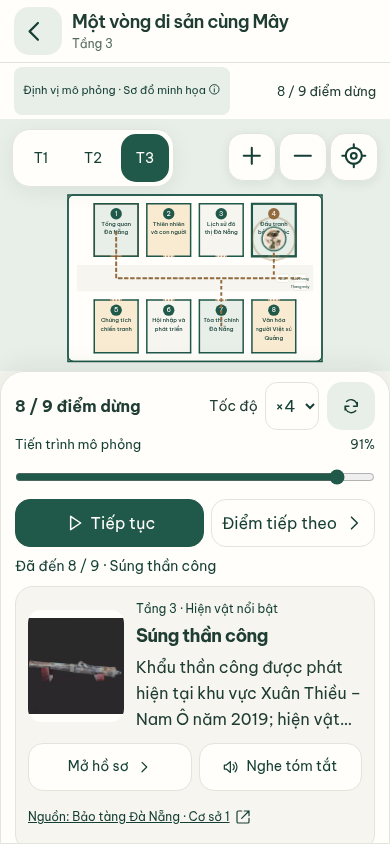 Một vòng di sản cùng Mây
Tầng 3
Định vị mô phỏng · Sơ đồ minh họa
8 / 9 điểm dừng
T1
T2
T3
1
Tổng quan
Đà Nẵng
2
Thiên nhiên
và con người
3
Lịch sử đô
thị Đà Nẵng
4
Đấu tranh
Thang máy
5
Chứng tích
chiến tranh
6
Hội nhập và
phát triển
7
Tòa thị chính
Đà Nẵng
8
Văn hóa
người Việt xứ
Quảng
8 / 9 điểm dừng
Tốc độ
×4
Tiến trình mô phỏng
91%
Tiếp tục
Điểm tiếp theo
Đã đến 8 / 9 · Súng thần công
Tầng 3 · Hiện vật nổi bật
Súng thần công
Khẩu thần công được phát
hiện tại khu vực Xuân Thiều –
Nam Ô năm 2019; hiện vật...
Mở hồ sơ
Nghe tóm tắt
Nguồn: Bảo tàng Đà Nẵng · Cơ sở 1